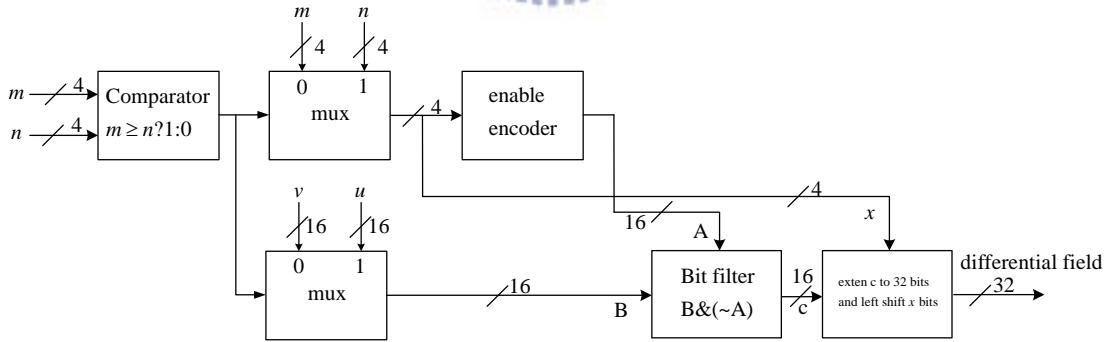 m n
4 4
m 4
n 4
Comparator
m ≥ n?1:0
0 1
mux
4
enable
encoder
v u
16 16
0 1
mux
4
x
16
A
16
B
Bit filter
B&(~A)
16
c
exten c to 32 bits
and left shift x bits
differential field
32